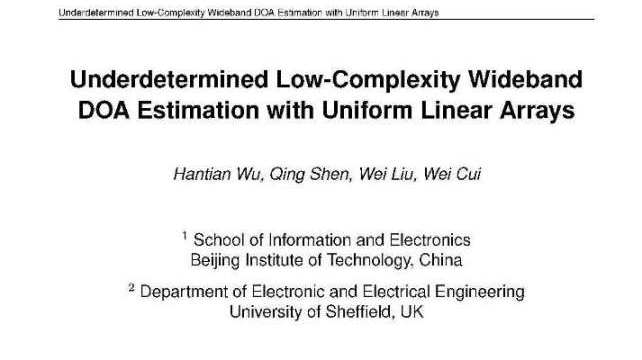 Underdetermined Low-Complexity Wideband DOA Estimation with Uniform Linear Arrays
Underdetermined Low-Complexity Wideband
DOA Estimation with Uniform Linear Arrays
Hantian Wu, Qing Shen, Wei Liu, Wei Cui
1 School of Information and Electronics
Beijing Institute of Technology, China
2 Department of Electronic and Electrical Engineering
University of Sheffield, UK